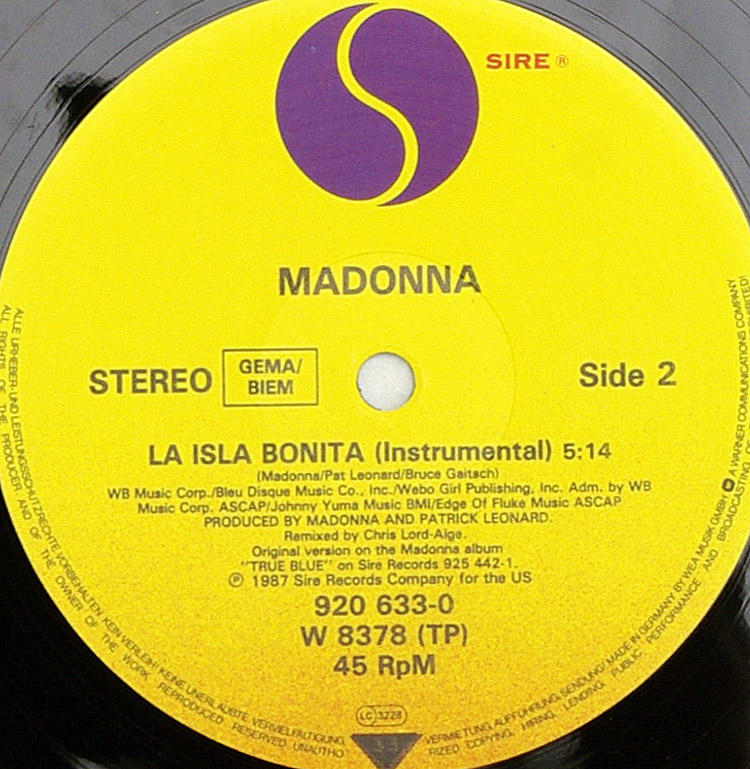 SIRE ®
MADONNA
STEREO
GEMA/
BIEM
Side 2
LA ISLA BONITA (Instrumental) 5:14
(Madonna/Pat Leonard/Bruce Gaitsch)
WB Music Corp./Bleu Disque Music Co., Inc./Webo Girl Publishing, Inc. Adm. by WB
Music Corp. ASCAP/Johnny Yuma Music BMI/Edge Of Fluke Music ASCAP
PRODUCED BY MADONNA AND PATRICK LEONARD.
Remixed by Chris Lord-Alge.
Original version on the Madonna album
"TRUE BLUE" on Sire Records 925 442-1.
℗ 1987 Sire Records Company for the US
920 633-0
W 8378 (TP)
45 RpM
LC 3228
ALLE URHEBER- UND LEISTUNGSSCHUTZRECHTE VORBEHALTEN. KEIN VERLEIH! KEINE UNERLAUBTE VERVIELFÄLTIGUNG,
VERMIETUNG, AUFFÜHRUNG, SENDUNG! MADE IN GERMANY BY WEA MUSIK GMBH A WARNER COMMUNICATIONS COMPANY
ALL RIGHTS OF THE PRODUCER AND OF THE OWNER OF THE WORK REPRODUCED RESERVED UNAUTHO
RIZED COPYING, HIRING, LENDING, PUBLIC PERFORMANCE AND BROADCASTING OF